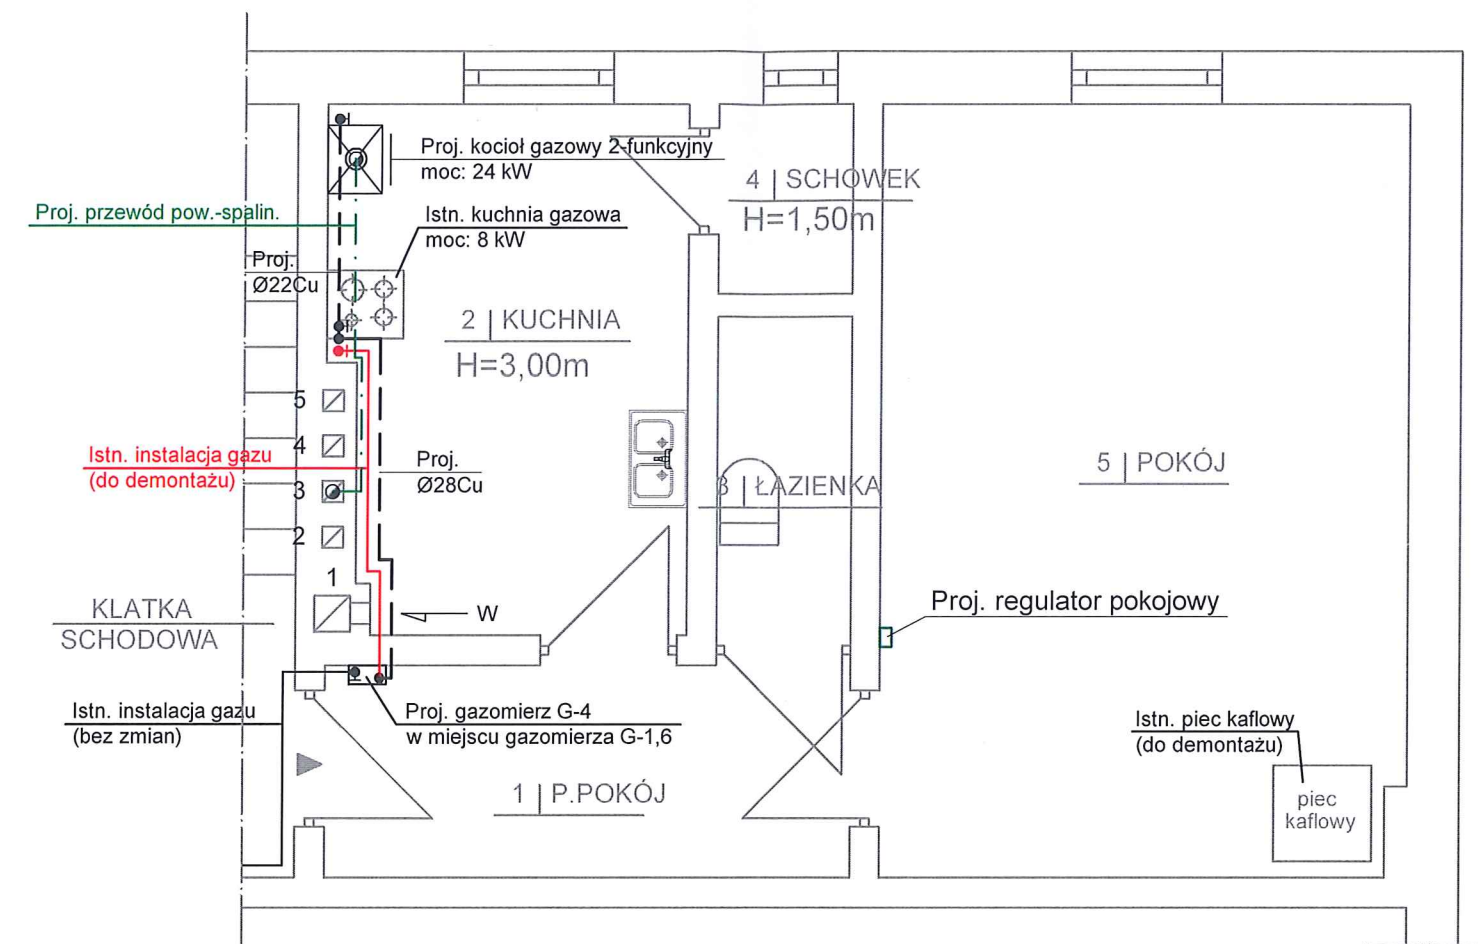 Proj. kocioł gazowy 2-funkcyjny
moc: 24 kW
4 | SCHOWEK
H=1,50m
Proj. przewód pow.-spalin.
Istn. kuchnia gazowa
moc: 8 kW
Proj.
Ø22Cu
2 | KUCHNIA
H=3,00m
5
4
Istn. instalacja gazu
(do demontażu)
3
2
1
Proj.
Ø28Cu
3 | ŁAZIENKA
5 | POKÓJ
W
KLATKA
SCHODOWA
Proj. regulator pokojowy
Istn. instalacja gazu
(bez zmian)
Proj. gazomierz G-4
w miejscu gazomierza G-1,6
Istn. piec kaflowy
(do demontażu)
1 | P.POKÓJ
piec
kaflowy